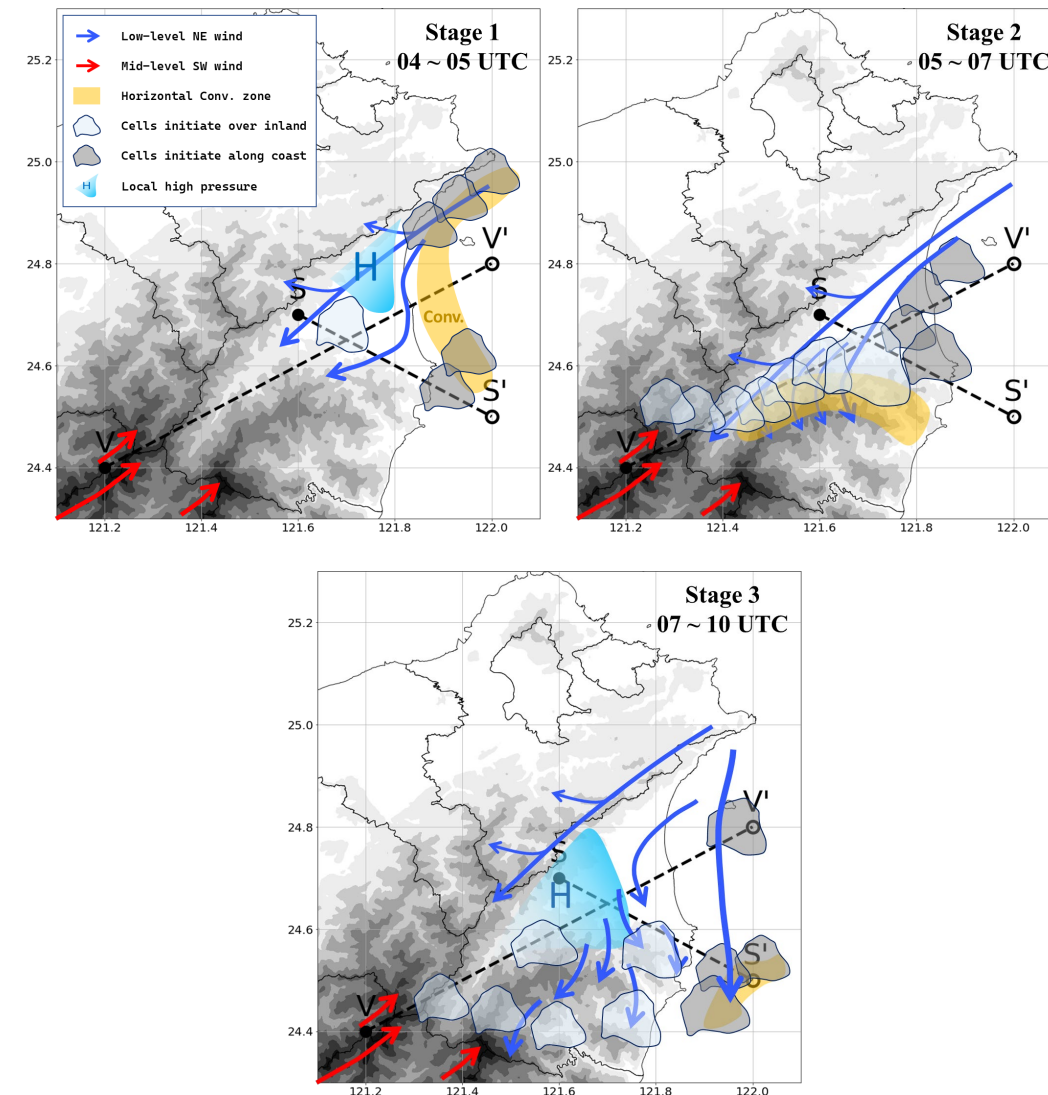 Low-level NE wind
Mid-level SW wind
Horizontal Conv. zone
Cells initiate over inland
Cells initiate along coast
H
Local high pressure
Stage 1
04 ~ 05 UTC
25.2
25.0
24.8
24.6
24.4
121.2
121.4
121.6
121.8
122.0
V'
H
S
Conv.
S'
V
Stage 2
05 ~ 07 UTC
25.2
25.0
24.8
24.6
24.4
121.2
121.4
121.6
121.8
122.0
V'
S
S'
V
Stage 3
07 ~ 10 UTC
25.2
25.0
24.8
24.6
24.4
121.2
121.4
121.6
121.8
122.0
V'
S
H
S'
V